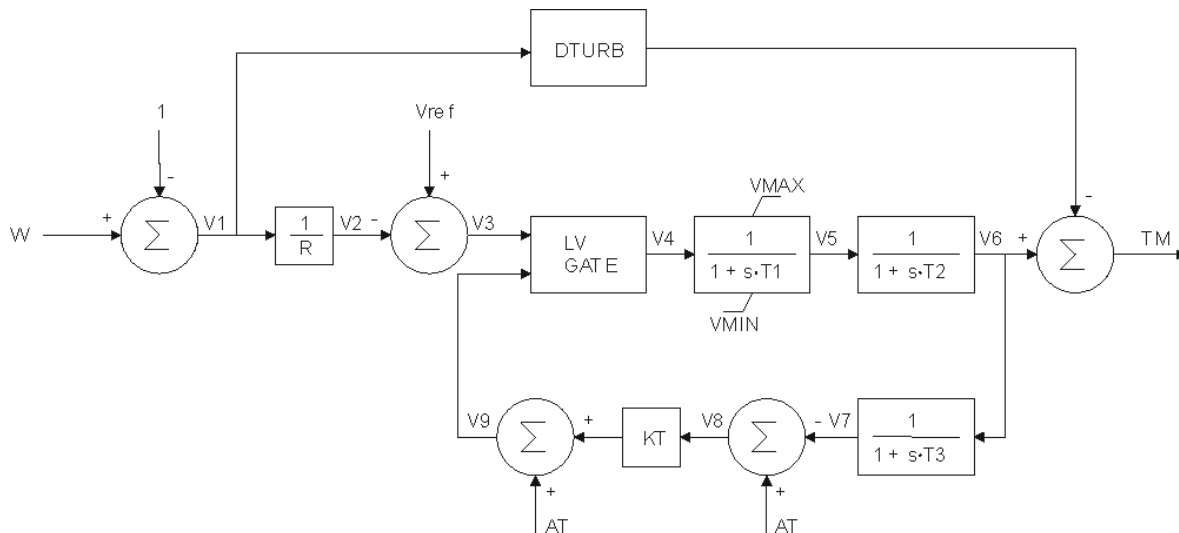 DTURB
1
Vref
-
+
-
VMAX
+
W
Σ
V1
1
R
V2
-
Σ
V3
LV
GATE
V4
1
1 + s·T1
V5
1
1 + s·T2
V6
+
Σ
TM
VMIN
V9
Σ
+
KT
V8
Σ
-
V7
1
1 + s·T3
+
AT
+
AT